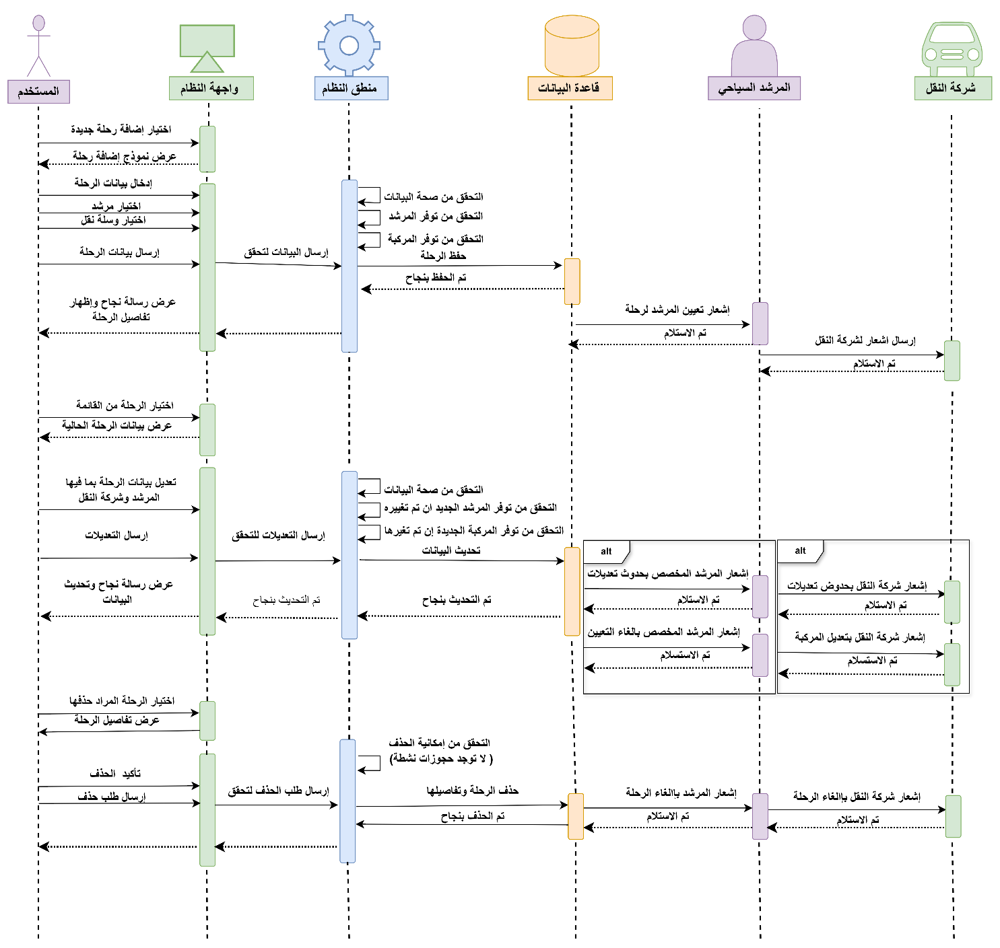 المستخدم
واجهة النظام
منطق النظام
قاعدة البيانات
المرشد السياحي
شركة النقل
اختيار إضافة رحلة جديدة
عرض نموذج إضافة رحلة
إدخال بيانات الرحلة
اختيار مرشد
اختيار وسلة نقل
التحقق من صحة البيانات
التحقق من توفر المرشد
التحقق من توفر المركبة
إرسال بيانات الرحلة
إرسال البيانات لتحقق
حفظ الرحلة
تم الحفظ بنجاح
عرض رسالة نجاح وإظهار
تفاصيل الرحلة
إشعار تعيين المرشد لرحلة
تم الاستلام
إرسال اشعار لشركة النقل
تم الاستلام
اختيار الرحلة من القائمة
عرض بيانات الرحلة الحالية
تعديل بيانات الرحلة بما فيها
المرشد وشركة النقل
التحقق من صحة البيانات
التحقق من توفر المرشد الجديد ان تم تغييره
التحقق من توفر المركبة الجديدة إن تم تغيرها
إرسال التعديلات
إرسال التعديلات للتحقق
تحديث البيانات
alt
alt
إشعار المرشد المخصص بحدوث تعديلات
تم الاستلام
إشعار شركة النقل بحدوض تعديلات
تم الاستلام
عرض رسالة نجاح وتحديث
البيانات
تم التحديث بنجاح
تم التحديث بنجاح
إشعار المرشد المخصص بالغاء التعيين
تم الاستسلام
إشعار شركة النقل بتعديل المركبة
تم الاستسلام
اختيار الرحلة المراد حذفها
عرض تفاصيل الرحلة
التحقق من إمكانية الحذف
( لا توجد حجوزات نشطة)
تأكيد الحذف
إرسال طلب حذف
إرسال طلب الحذف لتحقق
حذف الرحلة وتفاصيلها
تم الحذف بنجاح
إشعار المرشد بإالغاء الرحلة
تم الاستلام
إشعار شركة النقل بإالغاء الرحلة
تم الاستلام